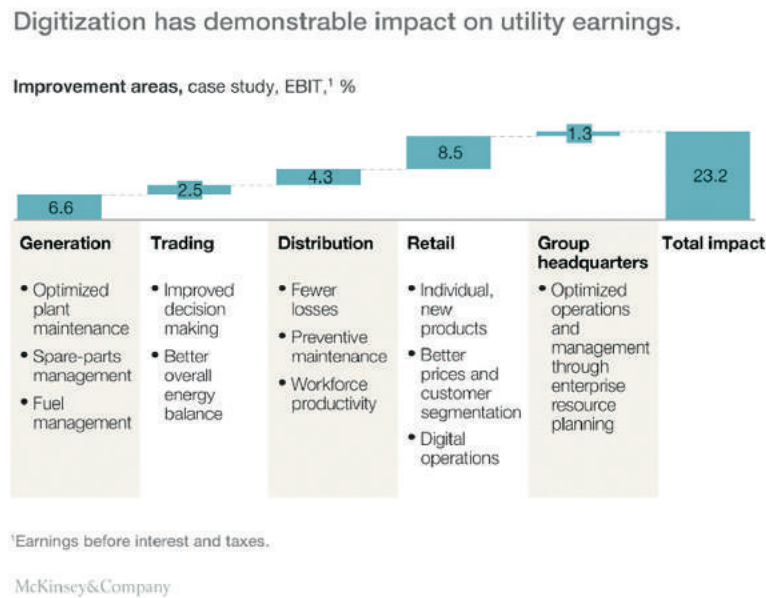 Digitization has demonstrable impact on utility earnings.
Improvement areas, case study, EBIT,¹ %
6.6
2.5
4.3
8.5
1.3
23.2
Generation
• Optimized
plant
maintenance
• Spare-parts
management
• Fuel
management
Trading
• Improved
decision
making
• Better
overall
energy
balance
Distribution
• Fewer
losses
• Preventive
maintenance
• Workforce
productivity
Retail
• Individual,
new
products
• Better
prices and
customer
segmentation
• Digital
operations
Group
headquarters
• Optimized
operations
and
management
through
enterprise
resource
planning
Total impact
¹Earnings before interest and taxes.
McKinsey&Company